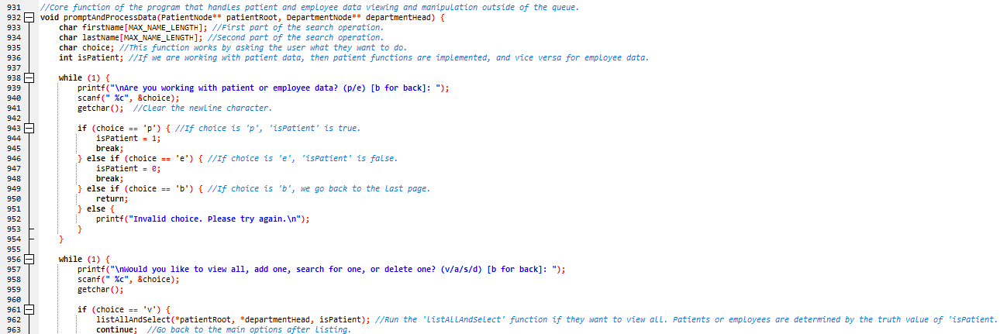 931 //Core function of the program that handles patient and employee data viewing and manipulation outside of the queue.
932 void promptAndProcessData(PatientNode** patientRoot, DepartmentNode** departmentHead) {
933 char firstName[MAX_NAME_LENGTH]; //First part of the search operation.
934 char lastName[MAX_NAME_LENGTH]; //Second part of the search operation.
935 char choice; //This function works by asking the user what they want to do.
936 int isPatient; //If we are working with patient data, then patient functions are implemented, and vice versa for employee data.
937
938 while (1) {
939 printf("\nAre you working with patient or employee data? (p/e) [b for back]: ");
940 scanf(" %c", &choice);
941 getchar(); //Clear the newline character.
942
943 if (choice == 'p') { //If choice is 'p', 'isPatient' is true.
944 isPatient = 1;
945 break;
946 } else if (choice == 'e') { //If choice is 'e', 'isPatient' is false.
947 isPatient = 0;
948 break;
949 } else if (choice == 'b') { //If choice is 'b', we go back to the last page.
950 return;
951 } else {
952 printf("Invalid choice. Please try again.\n");
953 }
954 }
955
956 while (1) {
957 printf("\nWould you like to view all, add one, search for one, or delete one? (v/a/s/d) [b for back]: ");
958 scanf(" %c", &choice);
959 getchar();
960
961 if (choice == 'v') {
962 listAllAndSelect(*patientRoot, *departmentHead, isPatient); //Run the 'listAllAndSelect' function if they want to view all. Patients or employees are determined by the truth value of 'isPatient.
963 continue; //Go back to the main options after listing.